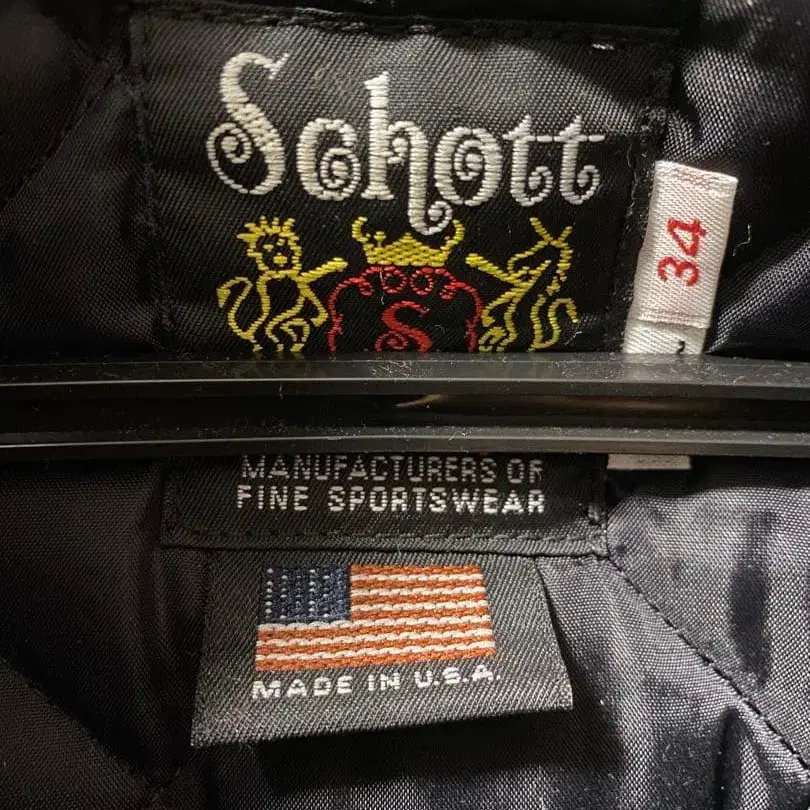 Schott
34
S
MANUFACTURERS OF
FINE SPORTSWEAR
MADE IN U.S.A.